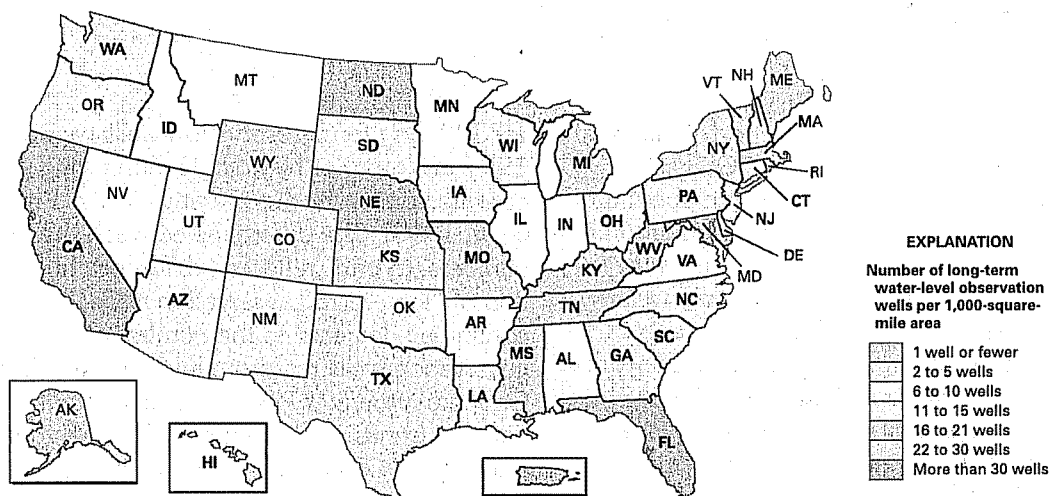 WA
MT
ND
MN
VT
NH
ME
OR
ID
SD
WI
MI
NY
MA
WY
RI
CT
NV
UT
NE
IA
PA
NJ
IL
IN
OH
CA
CO
KS
MO
WV
VA
DE
MD
KY
AZ
NM
OK
AR
TN
NC
SC
MS
AL
GA
TX
LA
FL
AK
HI
EXPLANATION
Number of long-term
water-level observation
wells per 1,000-square-
mile area
1 well or fewer
2 to 5 wells
6 to 10 wells
11 to 15 wells
16 to 21 wells
22 to 30 wells
More than 30 wells